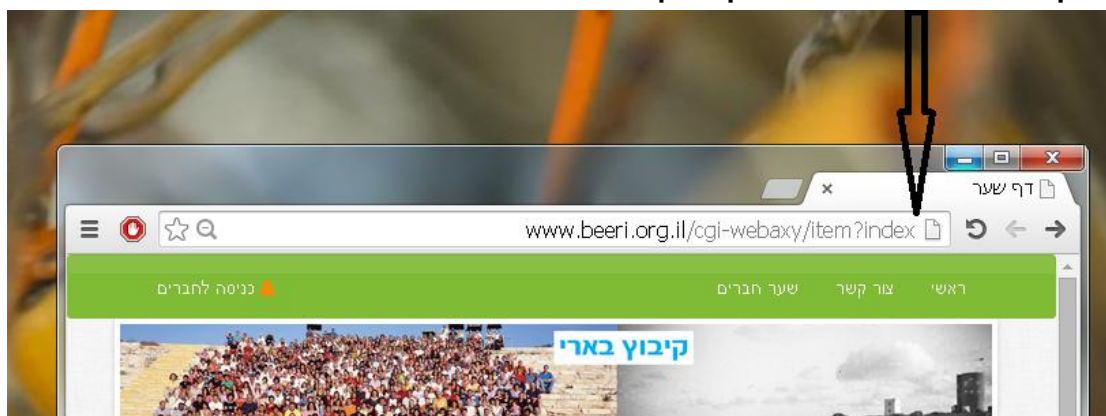 דף שער
www.beeri.org.il/cgi-webaxy/item?index
ראשי צור קשר שער חברים כניסה לחברים
קיבוץ בארי